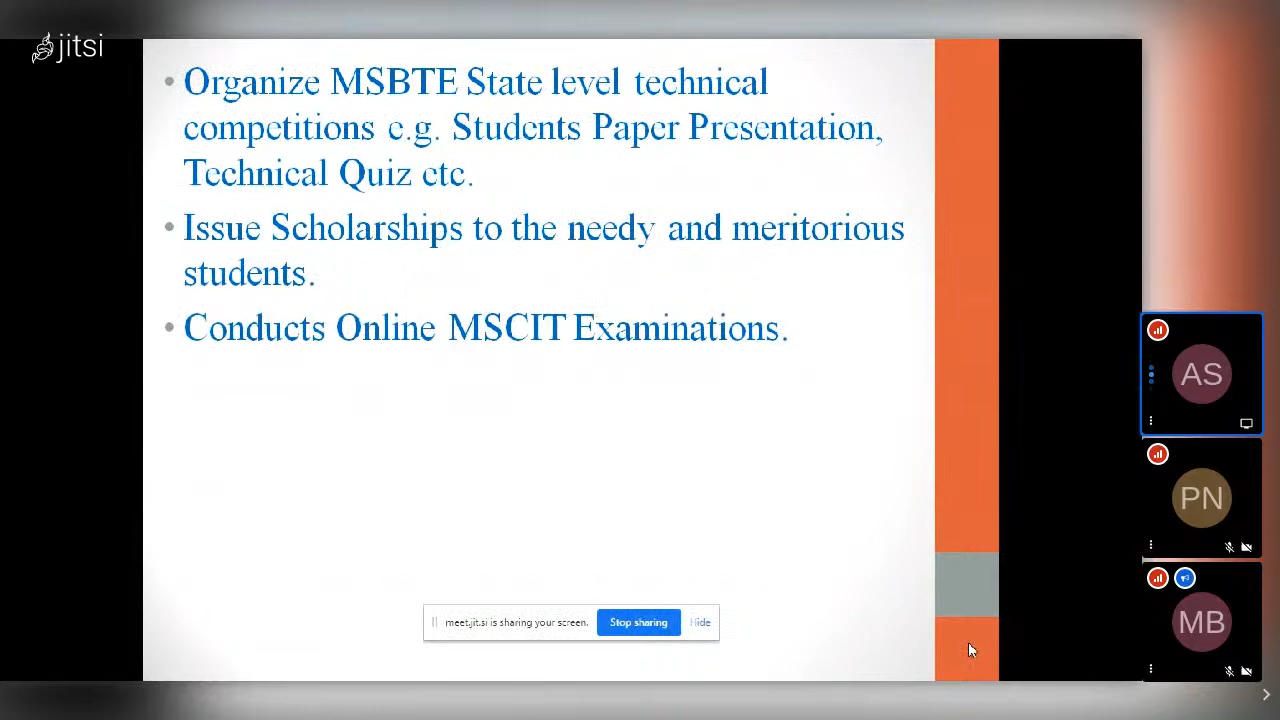 jitsi
• Organize MSBTE State level technical
competitions e.g. Students Paper Presentation,
Technical Quiz etc.
• Issue Scholarships to the needy and meritorious
students.
• Conducts Online MSCIT Examinations.
meet.jit.si is sharing your screen.
Stop sharing
Hide
AS
PN
MB